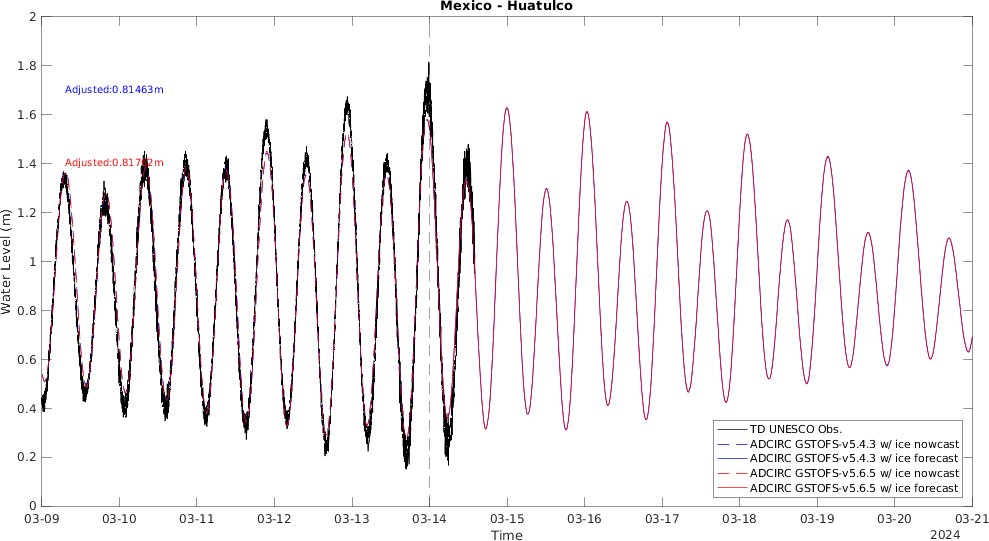 Mexico - Huatulco
2
1.8
1.6
1.4
1.2
1
0.8
0.6
0.4
0.2
0
Water Level (m)
Adjusted:0.81463m
TD UNESCO Obs.
ADCIRC GSTOFS-v5.4.3 w/ ice nowcast
ADCIRC GSTOFS-v5.4.3 w/ ice forecast
ADCIRC GSTOFS-v5.6.5 w/ ice nowcast
ADCIRC GSTOFS-v5.6.5 w/ ice forecast
03-09 03-10 03-11 03-12 03-13 03-14 03-15 03-16 03-17 03-18 03-19 03-20 03-21
Time
2024